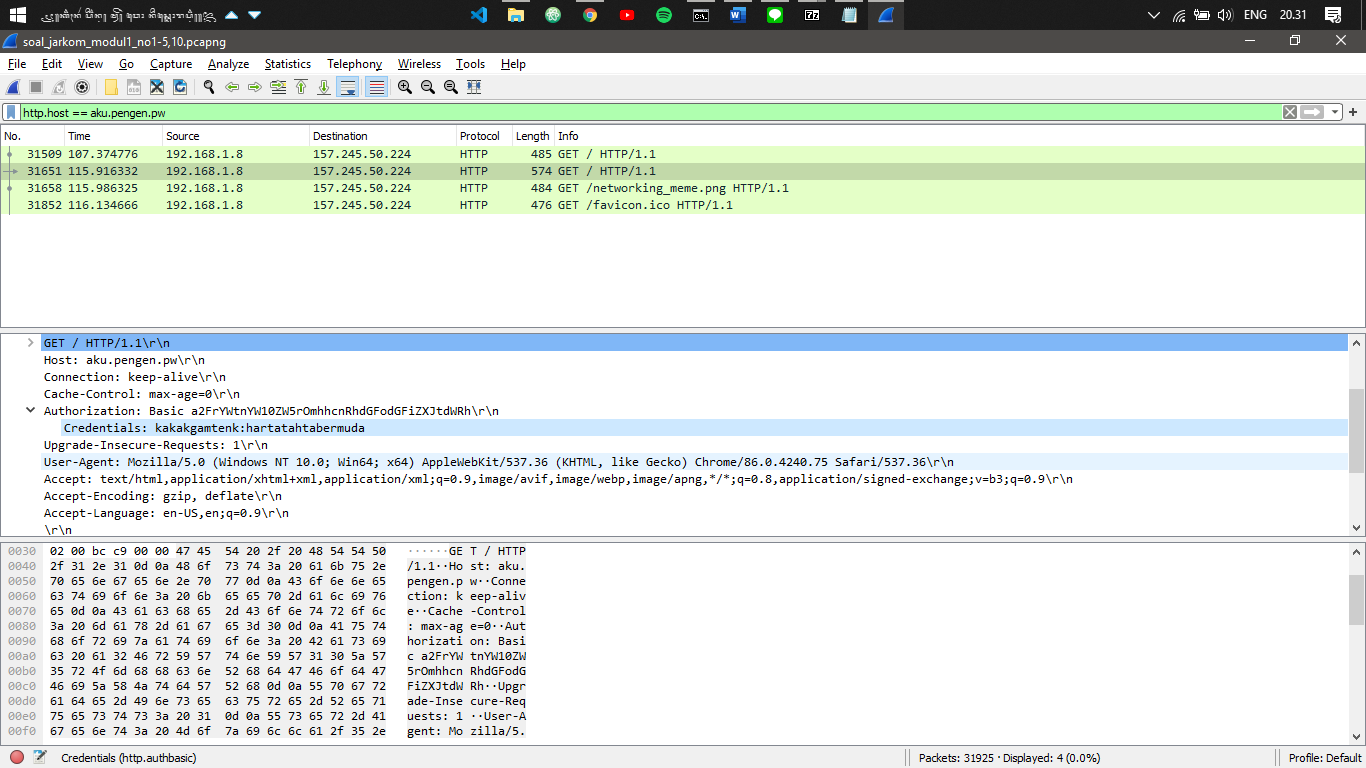 ENG 20.31
soal_jarkom_modul1_no1-5,10.pcapng
File Edit View Go Capture Analyze Statistics Telephony Wireless Tools Help
http.host == aku.pengen.pw
No. Time Source Destination Protocol Length Info
31509 107.374776 192.168.1.8 157.245.50.224 HTTP 485 GET / HTTP/1.1
31651 115.916332 192.168.1.8 157.245.50.224 HTTP 574 GET / HTTP/1.1
31658 115.986325 192.168.1.8 157.245.50.224 HTTP 484 GET /networking_meme.png HTTP/1.1
31852 116.134666 192.168.1.8 157.245.50.224 HTTP 476 GET /favicon.ico HTTP/1.1
GET / HTTP/1.1\r\n
Host: aku.pengen.pw\r\n
Connection: keep-alive\r\n
Cache-Control: max-age=0\r\n
Authorization: Basic a2FrYWtnYW10ZW5rOmhhcnRhdGFodGFiZXJtdWRh\r\n
Credentials: kakakgamtenk:hartatahtabermuda
Upgrade-Insecure-Requests: 1\r\n
User-Agent: Mozilla/5.0 (Windows NT 10.0; Win64; x64) AppleWebKit/537.36 (KHTML, like Gecko) Chrome/86.0.4240.75 Safari/537.36\r\n
Accept: text/html,application/xhtml+xml,application/xml;q=0.9,image/avif,image/webp,image/apng,*/*;q=0.8,application/signed-exchange;v=b3;q=0.9\r\n
Accept-Encoding: gzip, deflate\r\n
Accept-Language: en-US,en;q=0.9\r\n
\r\n
0030 02 00 bc c9 00 00 47 45 54 20 2f 20 48 54 54 50 ······GE T / HTTP
0040 2f 31 2e 31 0d 0a 48 6f 73 74 3a 20 61 6b 75 2e /1.1··Ho st: aku.
0050 70 65 6e 67 65 6e 2e 70 77 0d 0a 43 6f 6e 6e 65 pengen.p w··Conne
0060 63 74 69 6f 6e 3a 20 6b 65 65 70 2d 61 6c 69 76 ction: k eep-aliv
0070 65 0d 0a 43 61 63 68 65 2d 43 6f 6e 74 72 6f 6c e··Cache -Control
0080 3a 20 6d 61 78 2d 61 67 65 3d 30 0d 0a 41 75 74 : max-ag e=0··Aut
0090 68 6f 72 69 7a 61 74 69 6f 6e 3a 20 42 61 73 69 horizati on: Basi
00a0 63 20 61 32 46 72 59 57 74 6e 59 57 31 30 5a 57 c a2FrYW tnYW10ZW
00b0 35 72 4f 6d 68 68 63 6e 52 68 64 47 46 6f 64 47 5rOmhhcn RhdGFodG
00c0 46 69 5a 58 4a 74 64 57 52 68 0d 0a 55 70 67 72 FiZXJtdW Rh··Upgr
00d0 61 64 65 2d 49 6e 73 65 63 75 72 65 2d 52 65 71 ade-Inse cure-Req
00e0 75 65 73 74 73 3a 20 31 0d 0a 55 73 65 72 2d 41 uests: 1 ··User-A
00f0 67 65 6e 74 3a 20 4d 6f 7a 69 6c 6c 61 2f 35 2e gent: Mo zilla/5.
Credentials (http.authbasic) Packets: 31925 · Displayed: 4 (0.0%) Profile: Default